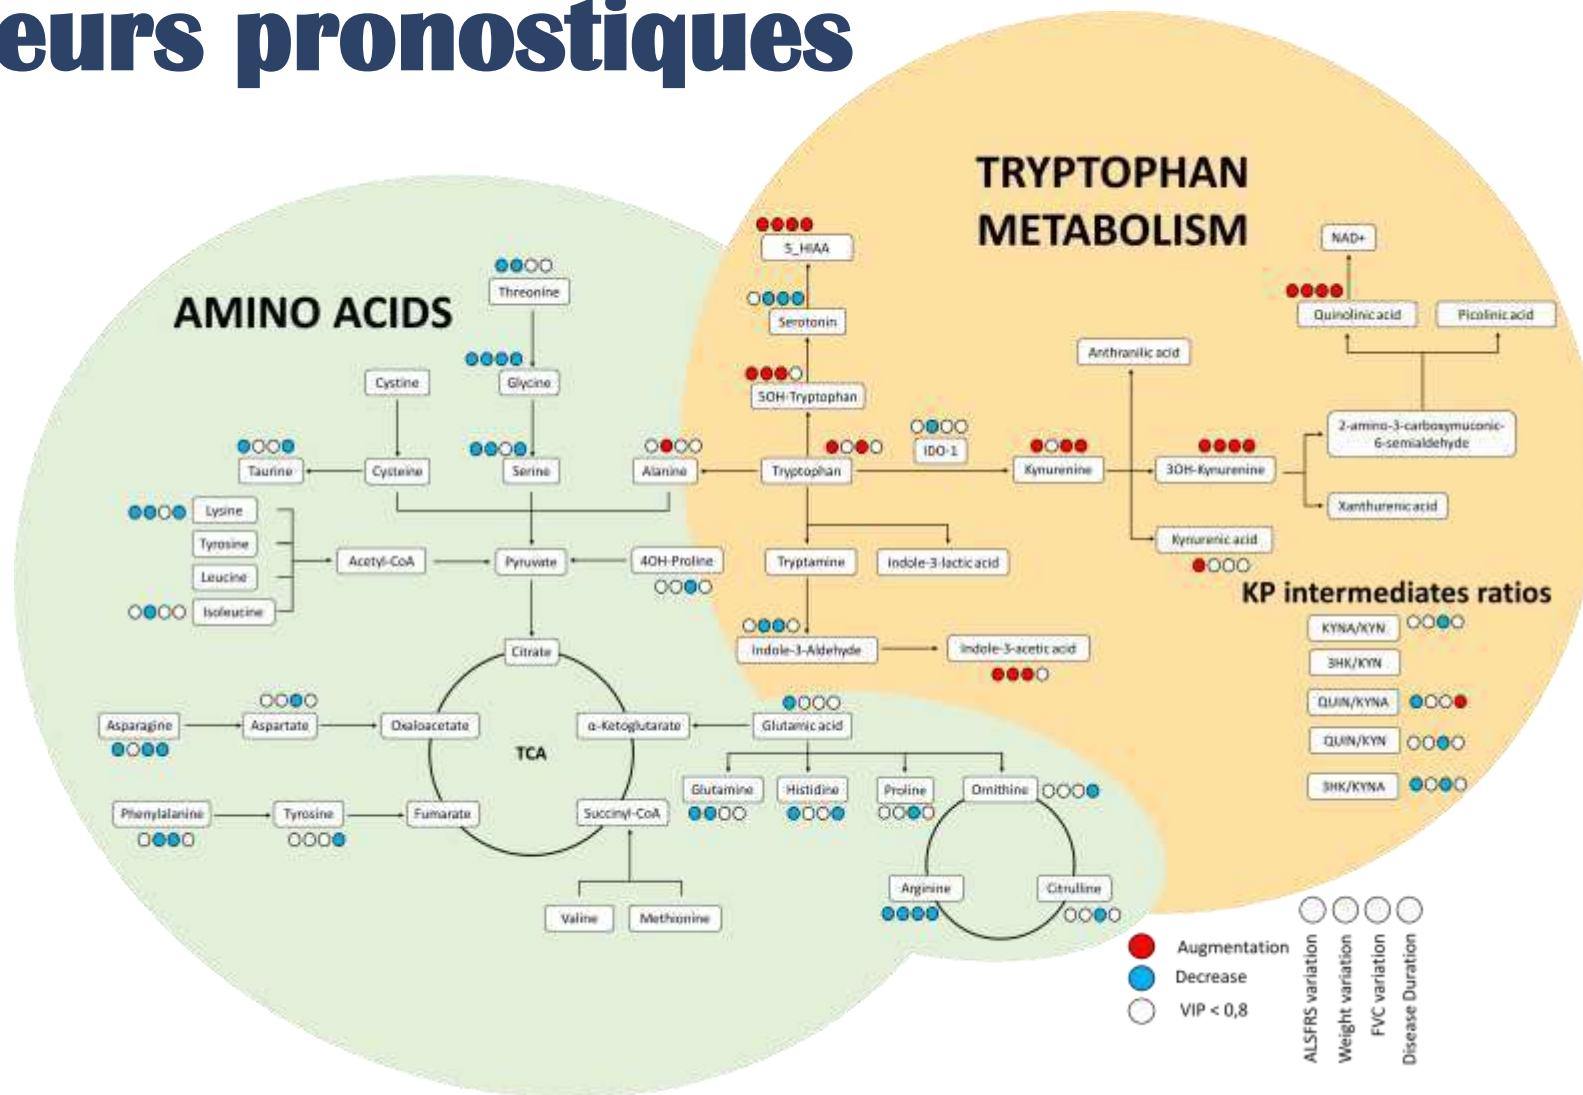 eurs pronostiques
TRYPTOPHAN
METABOLISM
AMINO ACIDS
5_HIAA
NAD+
Threonine
Serotonin
Quinolinic acid
Picolinic acid
Anthranilic acid
Cystine
Glycine
5OH-Tryptophan
2-amino-3-carboxymuconic-
6-semialdehyde
IDO-1
Taurine
Cysteine
Serine
Alanine
Tryptophan
Kynurenine
3OH-Kynurenine
Xanthurenic acid
Lysine
Tyrosine
Leucine
Isoleucine
Acetyl-CoA
Pyruvate
4OH-Proline
Tryptamine
Indole-3-lactic acid
Kynurenic acid
KP intermediates ratios
KYNA/KYN
3HK/KYN
QUIN/KYNA
QUIN/KYN
3HK/KYNA
Citrate
Indole-3-Aldehyde
Indole-3-acetic acid
Asparagine
Aspartate
Oxaloacetate
α-Ketoglutarate
Glutamic acid
TCA
Glutamine
Histidine
Proline
Ornithine
Phenylalanine
Tyrosine
Fumarate
Succinyl-CoA
Arginine
Citrulline
Valine
Methionine
Augmentation
Decrease
VIP < 0,8
ALSFRS variation
Weight variation
FVC variation
Disease Duration